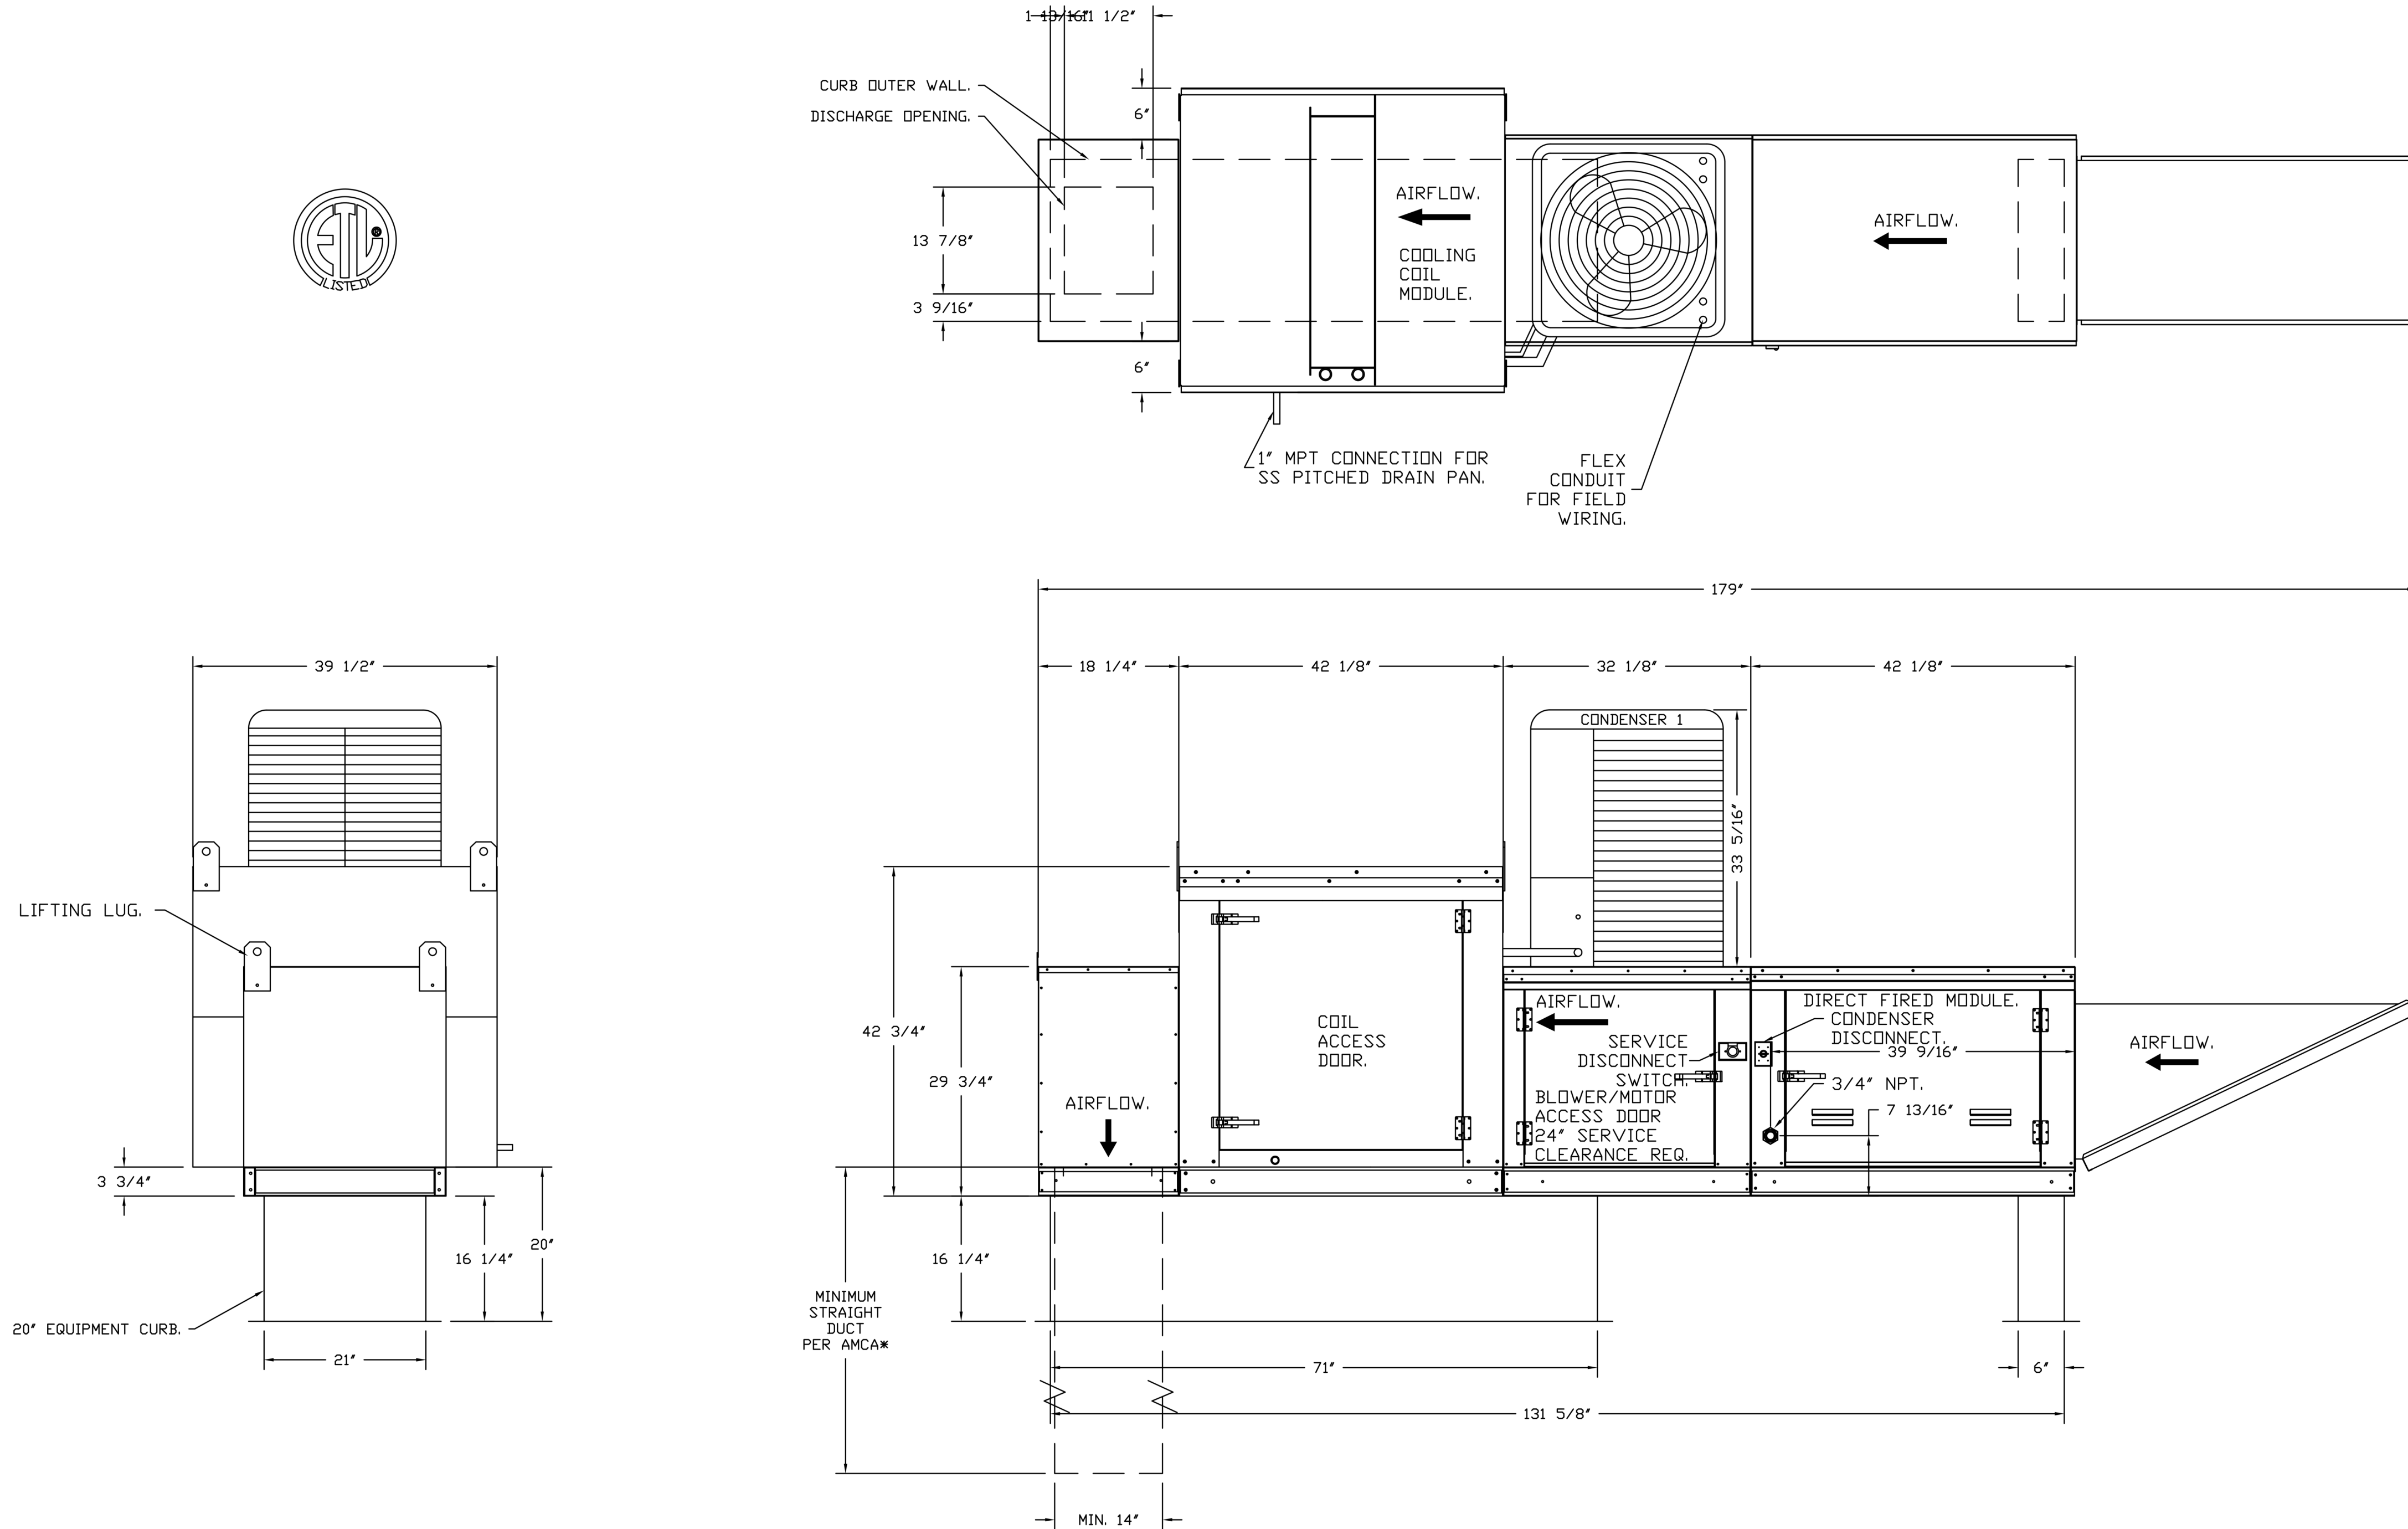 1 13/16" 11 1/2"
CURB OUTER WALL.
DISCHARGE OPENING.
6"
13 7/8"
3 9/16"
6"
AIRFLOW.
COOLING
COIL
MODULE.
AIRFLOW.
1" MPT CONNECTION FOR
SS PITCHED DRAIN PAN.
FLEX
CONDUIT
FOR FIELD
WIRING.
ETL
LISTED
179"
39 1/2"
18 1/4"
42 1/8"
32 1/8"
42 1/8"
CONDENSER 1
33 5/16"
LIFTING LUG.
3 3/4"
16 1/4"
20"
20" EQUIPMENT CURB.
21"
42 3/4"
29 3/4"
16 1/4"
AIRFLOW.
COIL
ACCESS
DOOR.
AIRFLOW.
SERVICE
DISCONNECT
SWITCH.
BLOWER/MOTOR
ACCESS DOOR
24" SERVICE
CLEARANCE REQ.
DIRECT FIRED MODULE.
CONDENSER
DISCONNECT.
39 9/16"
3/4" NPT.
7 13/16"
AIRFLOW.
MINIMUM
STRAIGHT
DUCT
PER AMCA*
71"
6"
131 5/8"
MIN. 14"